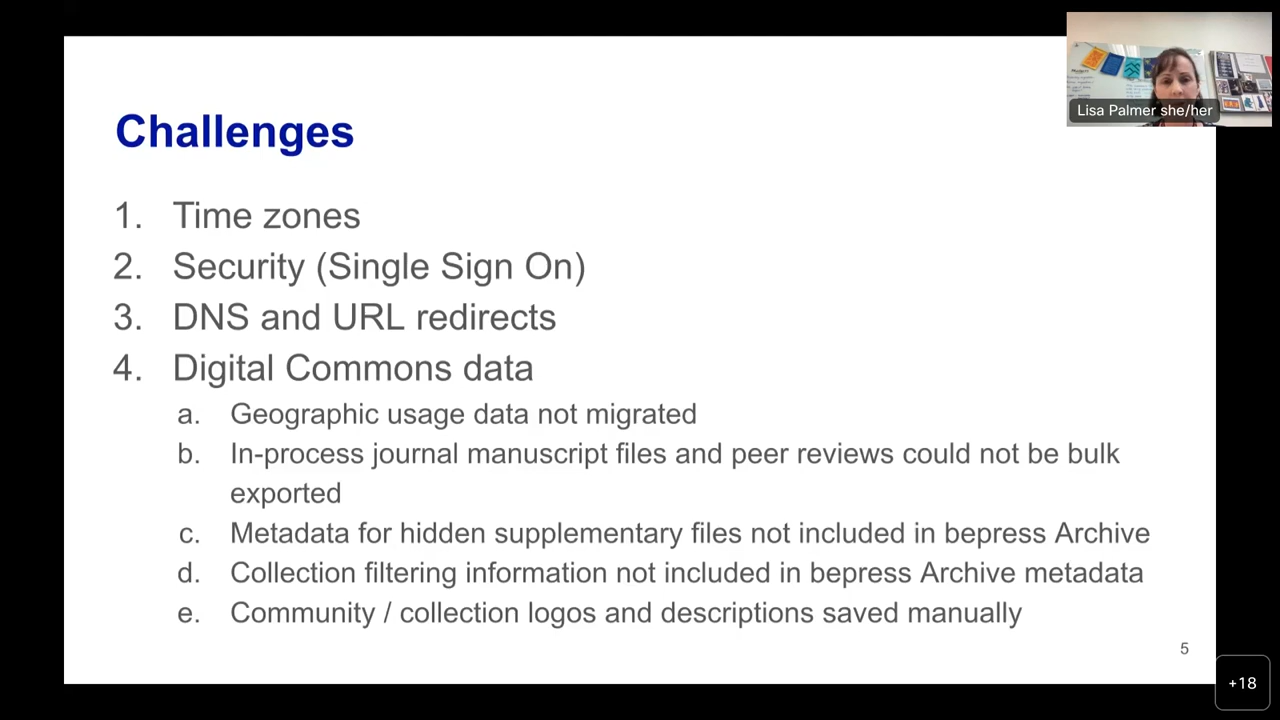 Challenges
1. Time zones
2. Security (Single Sign On)
3. DNS and URL redirects
4. Digital Commons data
a. Geographic usage data not migrated
b. In-process journal manuscript files and peer reviews could not be bulk
exported
c. Metadata for hidden supplementary files not included in bepress Archive
d. Collection filtering information not included in bepress Archive metadata
e. Community / collection logos and descriptions saved manually
5
Lisa Palmer she/her
+18